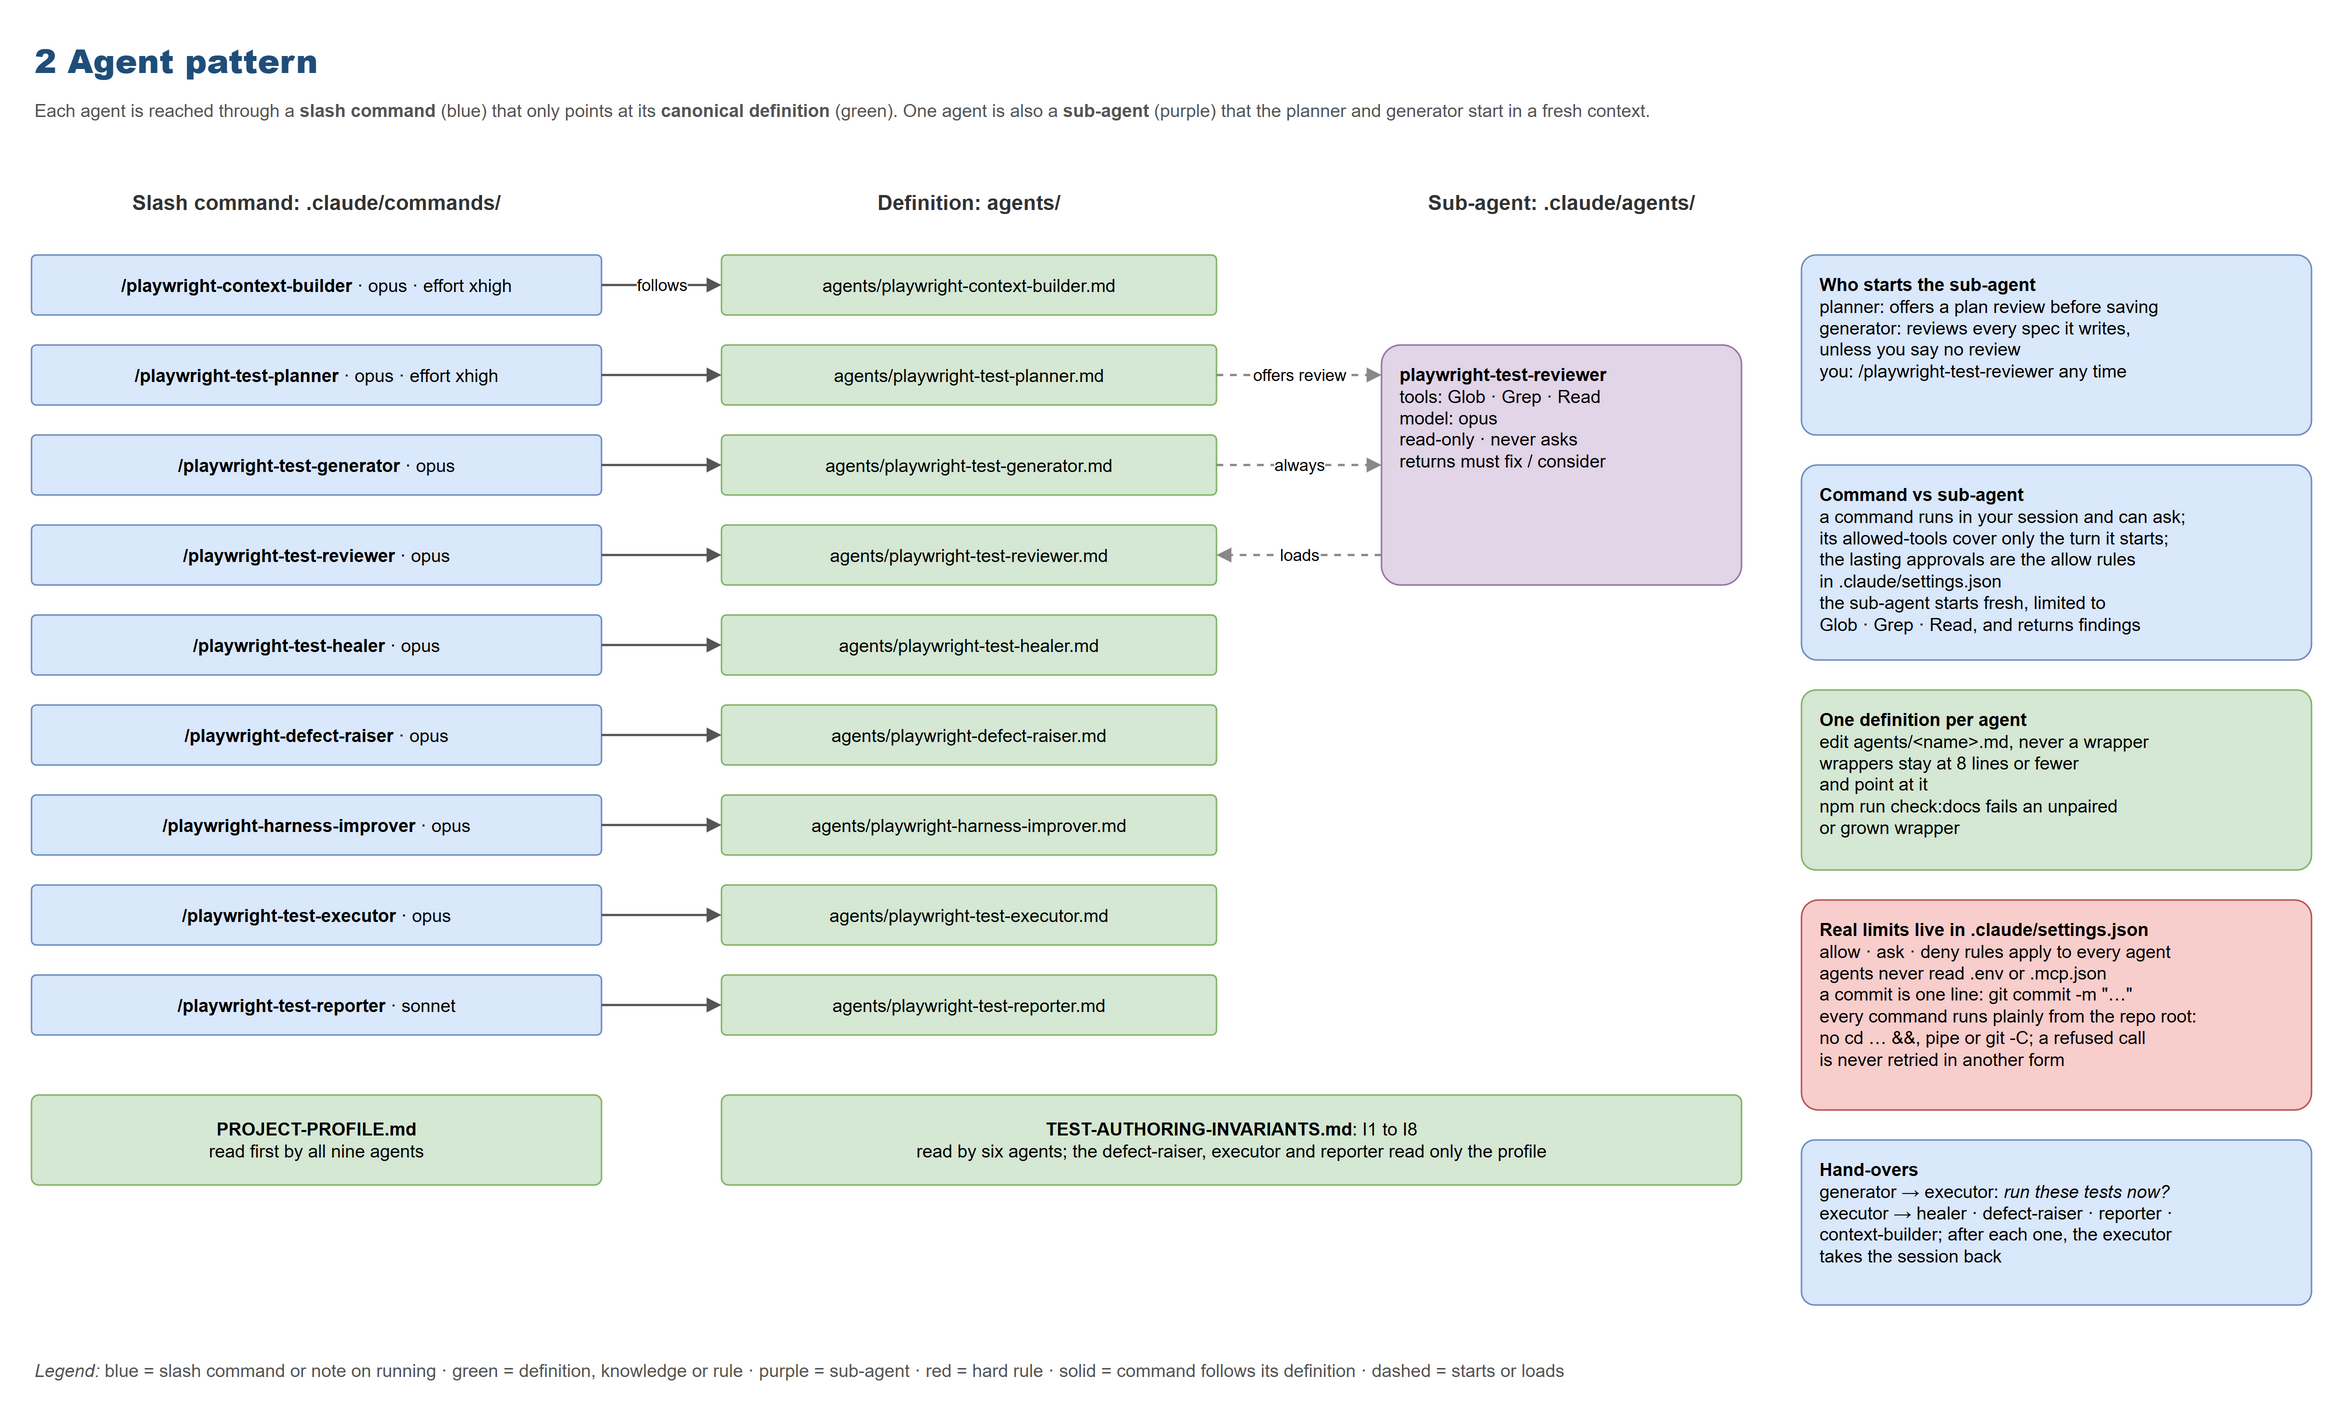 2 Agent pattern
Each agent is reached through a slash command (blue) that only points at its canonical definition (green). One agent is also a sub-agent (purple) that the planner and generator start in a fresh context.
Slash command: .claude/commands/
Definition: agents/
Sub-agent: .claude/agents/
/playwright-context-builder · opus · effort xhigh
follows
agents/playwright-context-builder.md
/playwright-test-planner · opus · effort xhigh
agents/playwright-test-planner.md
offers review
/playwright-test-generator · opus
agents/playwright-test-generator.md
always
/playwright-test-reviewer · opus
agents/playwright-test-reviewer.md
loads
/playwright-test-healer · opus
agents/playwright-test-healer.md
/playwright-defect-raiser · opus
agents/playwright-defect-raiser.md
/playwright-harness-improver · opus
agents/playwright-harness-improver.md
/playwright-test-executor · opus
agents/playwright-test-executor.md
/playwright-test-reporter · sonnet
agents/playwright-test-reporter.md
playwright-test-reviewer
tools: Glob · Grep · Read
model: opus
read-only · never asks
returns must fix / consider
PROJECT-PROFILE.md
read first by all nine agents
TEST-AUTHORING-INVARIANTS.md: I1 to I8
read by six agents; the defect-raiser, executor and reporter read only the profile
Who starts the sub-agent
planner: offers a plan review before saving
generator: reviews every spec it writes,
unless you say no review
you: /playwright-test-reviewer any time
Command vs sub-agent
a command runs in your session and can ask;
its allowed-tools cover only the turn it starts;
the lasting approvals are the allow rules
in .claude/settings.json
the sub-agent starts fresh, limited to
Glob · Grep · Read, and returns findings
One definition per agent
edit agents/<name>.md, never a wrapper
wrappers stay at 8 lines or fewer
and point at it
npm run check:docs fails an unpaired
or grown wrapper
Real limits live in .claude/settings.json
allow · ask · deny rules apply to every agent
agents never read .env or .mcp.json
a commit is one line: git commit -m "…"
every command runs plainly from the repo root:
no cd … &&, pipe or git -C; a refused call
is never retried in another form
Hand-overs
generator → executor: run these tests now?
executor → healer · defect-raiser · reporter ·
context-builder; after each one, the executor
takes the session back
Legend: blue = slash command or note on running · green = definition, knowledge or rule · purple = sub-agent · red = hard rule · solid = command follows its definition · dashed = starts or loads